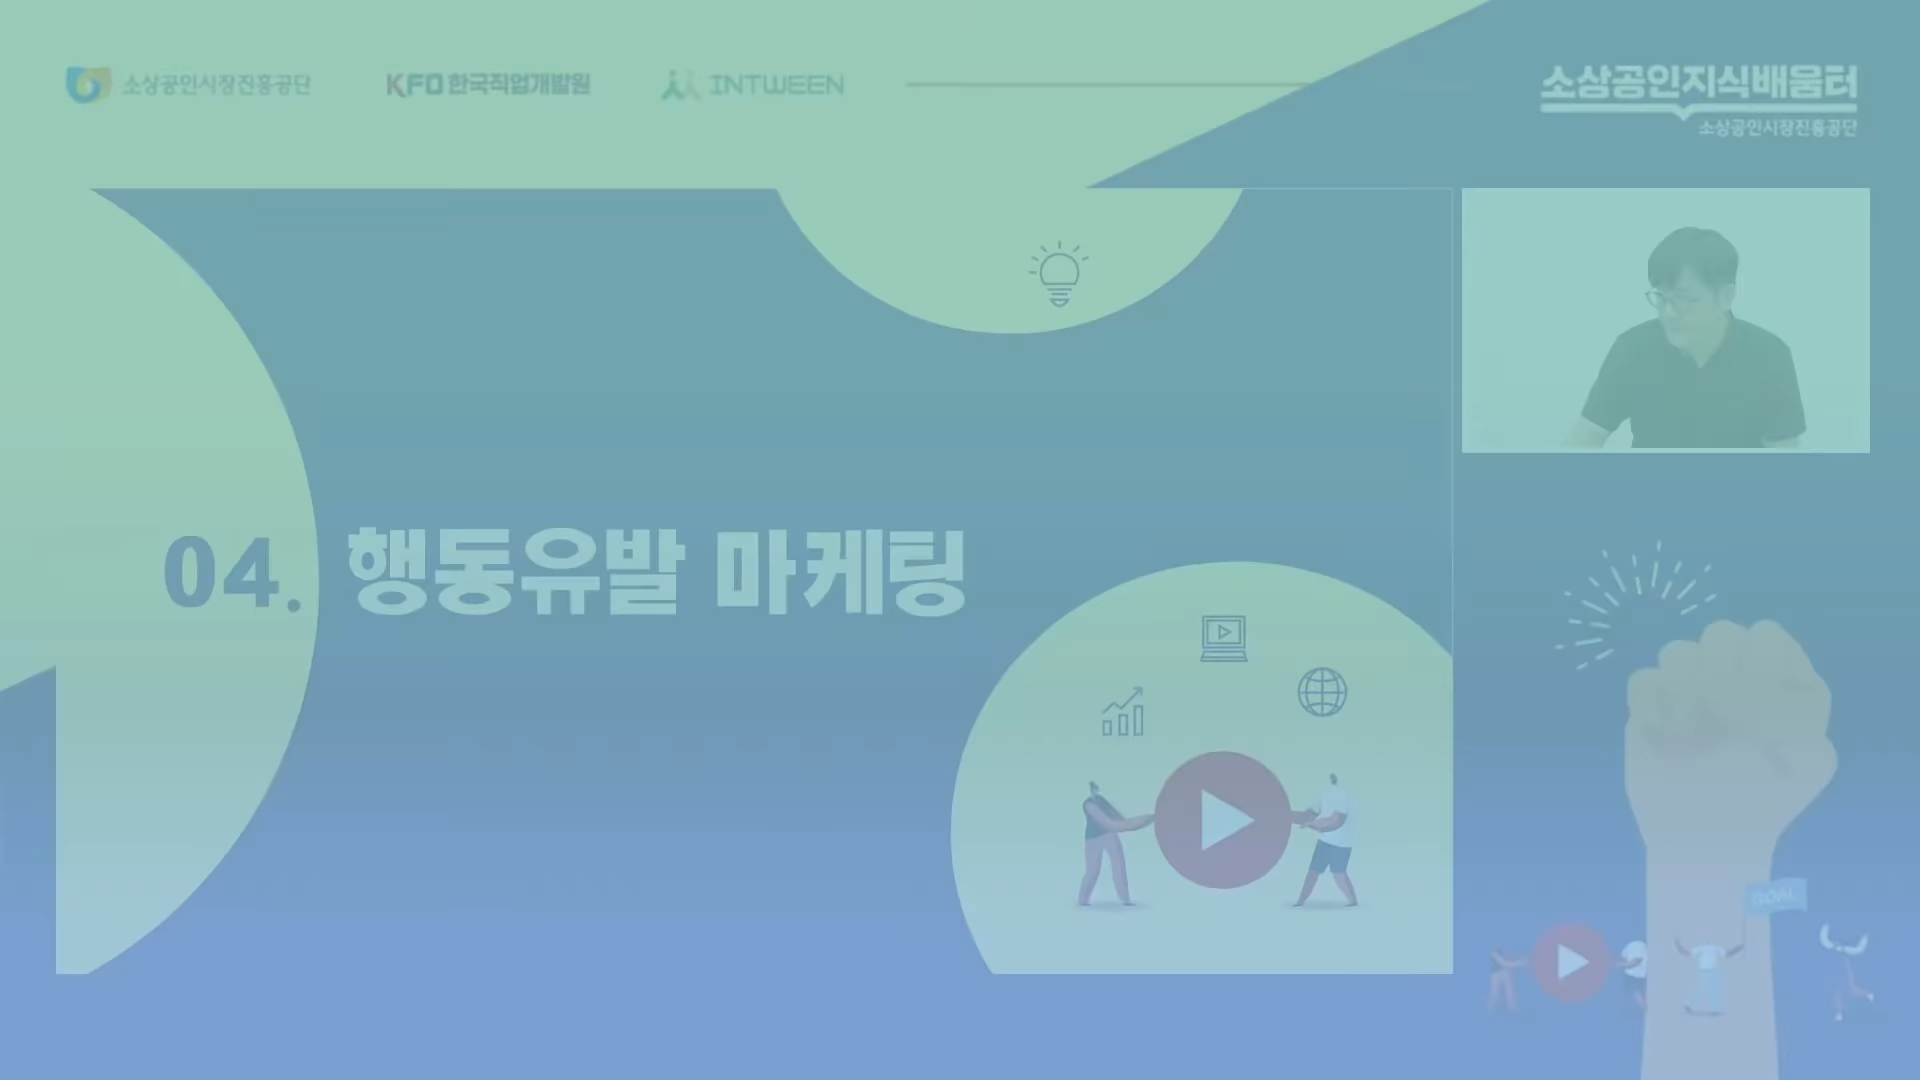 소상공인시장진흥공단
KFO 한국직업개발원
INTWEEN
소상공인지식배움터
소상공인시장진흥공단
04. 행동유발 마케팅
GOAL